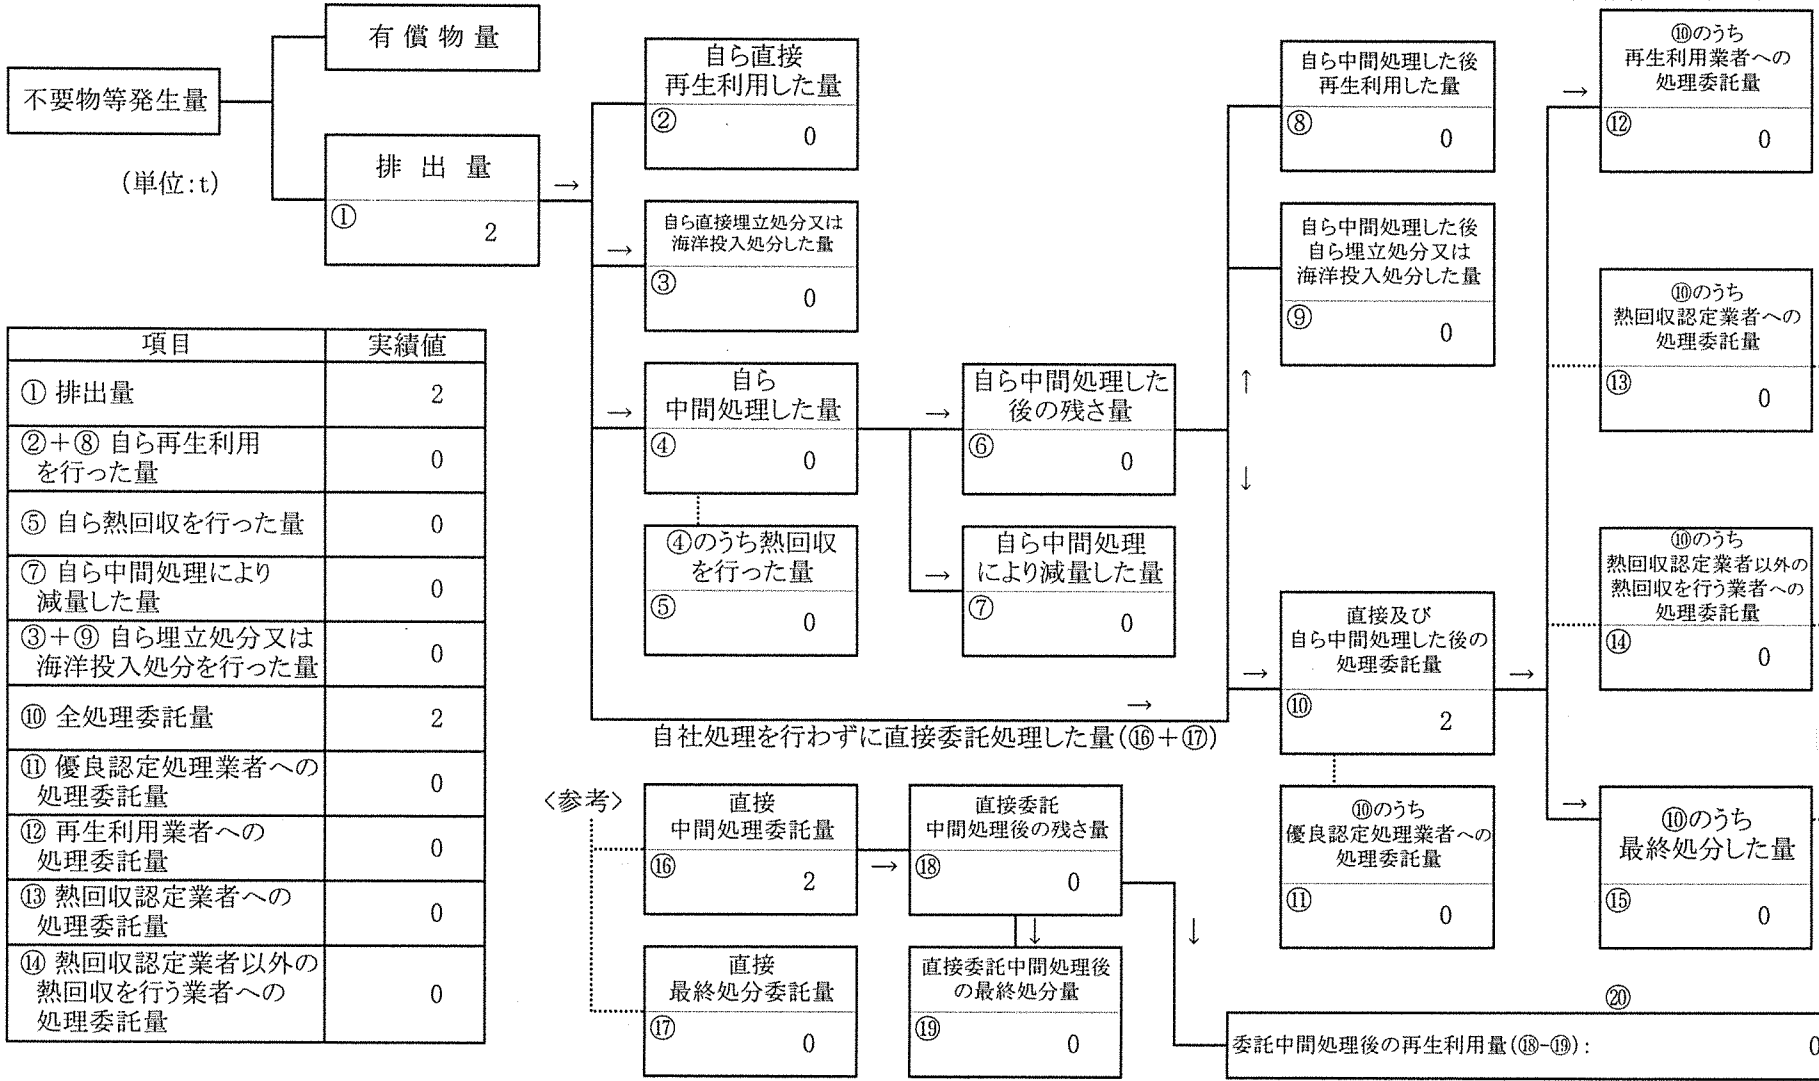 不要物等発生量
(単位:t)
有償物量
排出量
①
2
自ら直接
再生利用した量
②
0
自ら直接埋立処分又は
海洋投入処分した量
③
0
自ら
中間処理した量
④
0
④のうち熱回収
を行った量
⑤
0
自ら中間処理した
後の残さ量
⑥
0
自ら中間処理
により減量した量
⑦
0
自ら中間処理した後
再生利用した量
⑧
0
自ら中間処理した後
自ら埋立処分又は
海洋投入処分した量
⑨
0
直接及び
自ら中間処理した後の
処理委託量
⑩
2
⑩のうち
優良認定処理業者への
処理委託量
⑪
0
⑩のうち
再生利用業者への
処理委託量
⑫
0
⑩のうち
熱回収認定業者への
処理委託量
⑬
0
⑩のうち
熱回収認定業者以外の
熱回収を行う業者への
処理委託量
⑭
0
⑩のうち
最終処分した量
⑮
0
自社処理を行わずに直接委託処理した量(⑯+⑰)
〈参考〉
直接
中間処理委託量
⑯
2
直接
最終処分委託量
⑰
0
直接委託
中間処理後の残さ量
⑱
0
直接委託中間処理後
の最終処分量
⑲
0
⑳
委託中間処理後の再生利用量(⑱-⑲): 0
項目 実績値
① 排出量 2
②+⑧ 自ら再生利用
を行った量 0
⑤ 自ら熱回収を行った量 0
⑦ 自ら中間処理により
減量した量 0
③+⑨ 自ら埋立処分又は
海洋投入処分を行った量 0
⑩ 全処理委託量 2
⑪ 優良認定処理業者への
処理委託量 0
⑫ 再生利用業者への
処理委託量 0
⑬ 熱回収認定業者への
処理委託量 0
⑭ 熱回収認定業者以外の
熱回収を行う業者への
処理委託量 0